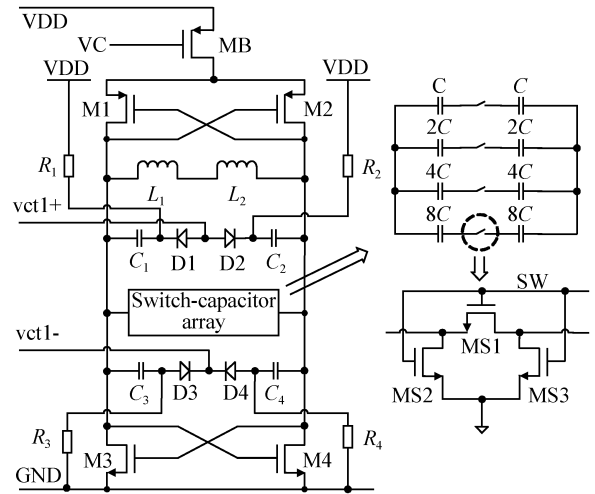 VDD
VC
MB
VDD
VDD
M1
M2
C
C
2C
2C
R1
R2
L1
L2
4C
4C
vct1+
8C
8C
C1
D1
D2
C2
Switch-capacitor
array
SW
vct1-
MS1
C3
D3
D4
C4
MS2
MS3
R3
R4
M3
M4
GND